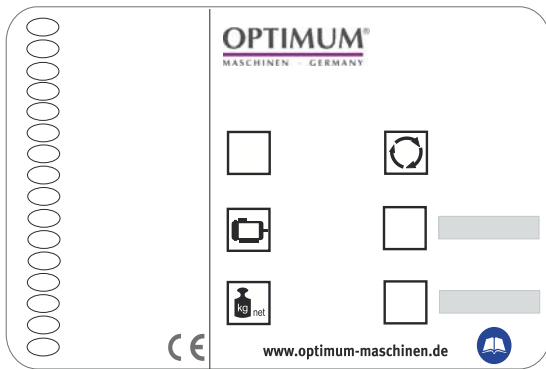 OPTIMUM®
MASCHINEN - GERMANY
kg net
CE
www.optimum-maschinen.de